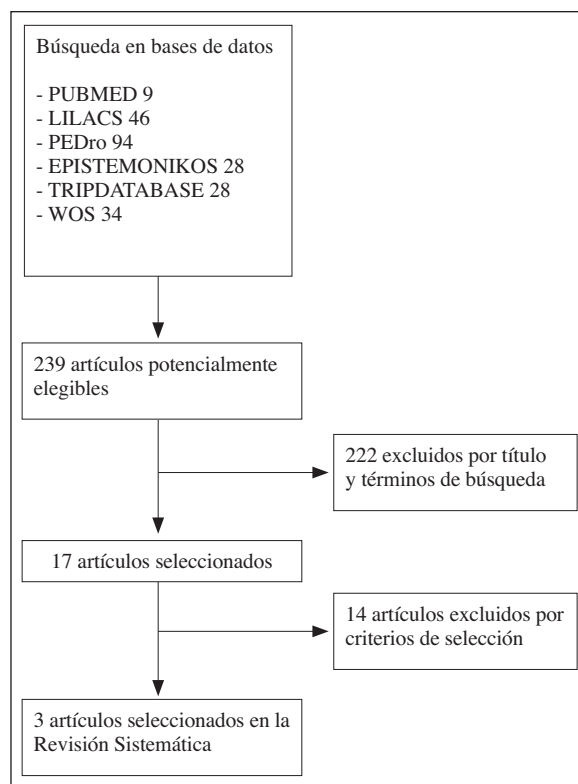 Búsqueda en bases de datos
- PUBMED 9
- LILACS 46
- PEDro 94
- EPISTEMONIKOS 28
- TRIPDATABASE 28
- WOS 34
239 artículos potencialmente
elegibles
222 excluidos por título
y términos de búsqueda
17 artículos seleccionados
14 artículos excluidos por
criterios de selección
3 artículos seleccionados en la
Revisión Sistemática